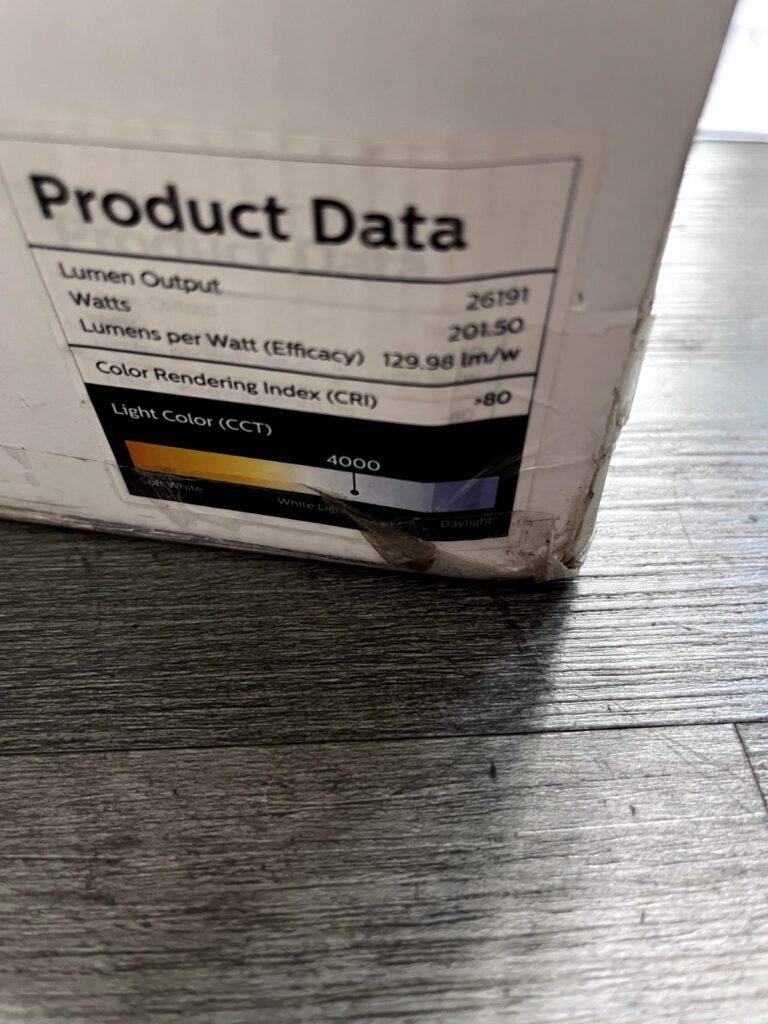 Product Data
Lumen Output 26191
Watts 201.50
Lumens per Watt (Efficacy) 129.98 lm/w
Color Rendering Index (CRI) >80
Light Color (CCT)
4000
Soft White
White
Daylight